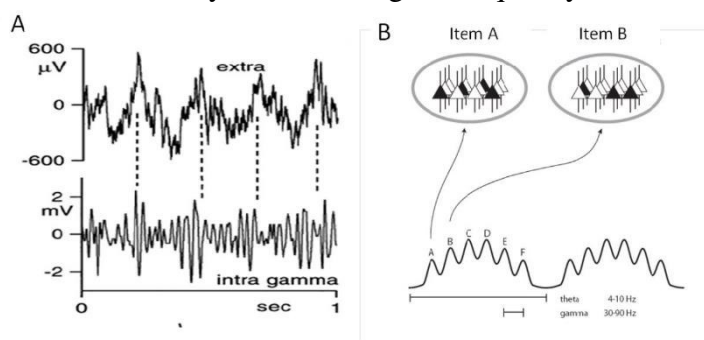 A
600
μV
0
-600
extra
2
mV
0
-2
intra gamma
0
sec
1
B
Item A
Item B
A
B
C
D
E
F
theta 4-10 Hz
gamma 30-90 Hz